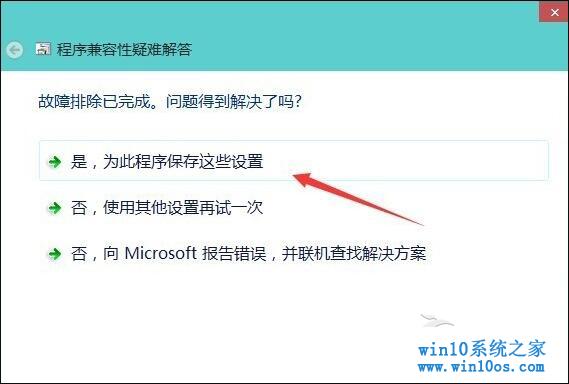 程序兼容性疑难解答
故障排除已完成。问题得到解决了吗?
是，为此程序保存这些设置
否，使用其他设置再试一次
否，向 Microsoft 报告错误，并联机查找解决方案
win10系统之家
www.win10os.com